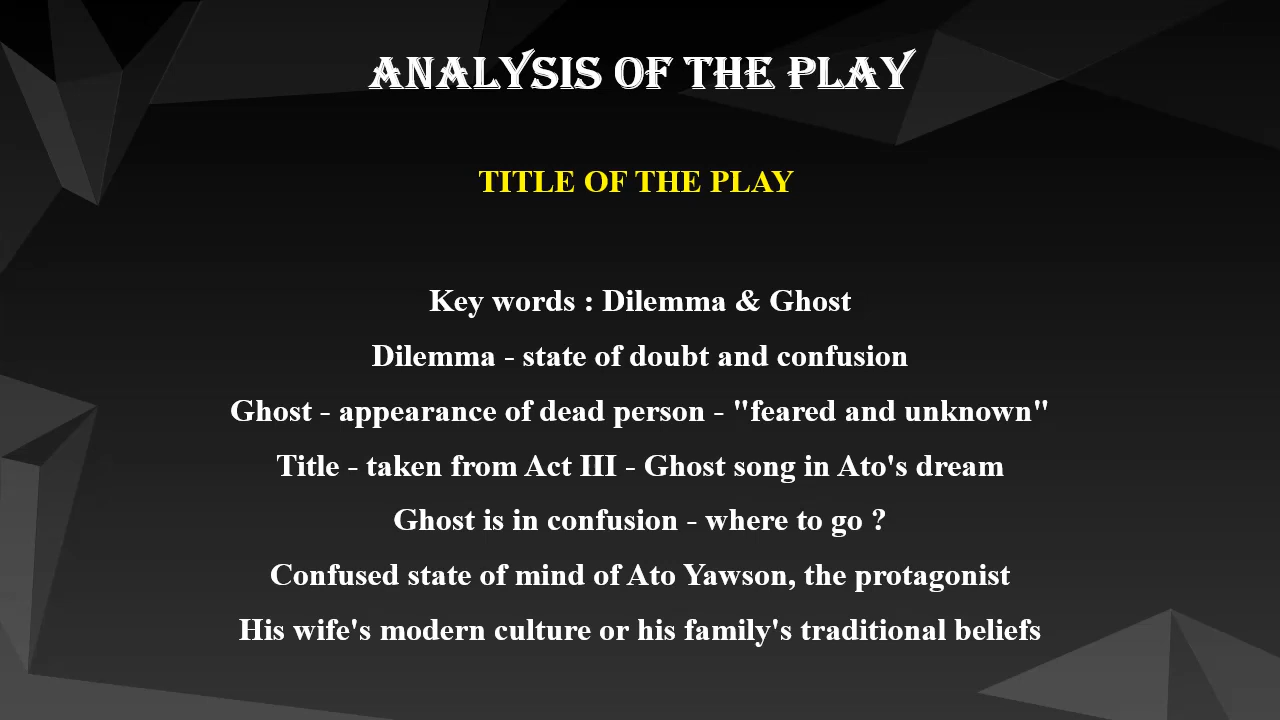 ANALYSIS OF THE PLAY
TITLE OF THE PLAY
Key words : Dilemma & Ghost
Dilemma - state of doubt and confusion
Ghost - appearance of dead person - "feared and unknown"
Title - taken from Act III - Ghost song in Ato's dream
Ghost is in confusion - where to go ?
Confused state of mind of Ato Yawson, the protagonist
His wife's modern culture or his family's traditional beliefs